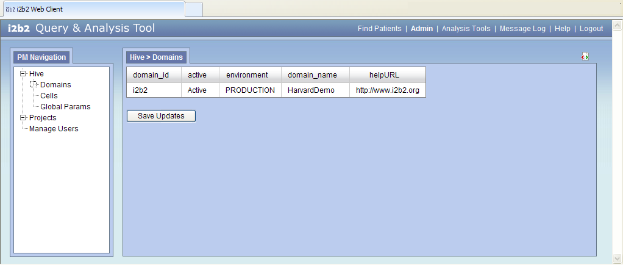 i2b2 Web Client
i2b2 Query & Analysis Tool
Find Patients | Admin | Analysis Tools | Message Log | Help | Logout
PM Navigation
Hive
Domains
Cells
Global Params
Projects
Manage Users
Hive > Domains
domain_id active environment domain_name helpURL
i2b2 Active PRODUCTION HarvardDemo http://www.i2b2.org
Save Updates